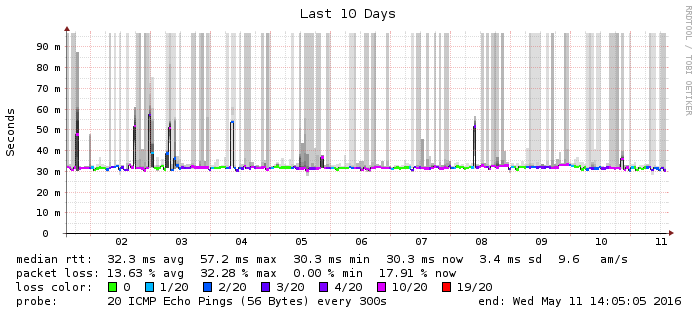 Last 10 Days
RRDTOOL / TOBI OETIKER
Seconds
90 m
80 m
70 m
60 m
50 m
40 m
30 m
20 m
10 m
0
02 03 04 05 06 07 08 09 10 11
median rtt: 32.3 ms avg 57.2 ms max 30.3 ms min 30.3 ms now 3.4 ms sd 9.6 am/s
packet loss: 13.63 % avg 32.28 % max 0.00 % min 17.91 % now
loss color: 0 1/20 2/20 3/20 4/20 10/20 19/20
probe: 20 ICMP Echo Pings (56 Bytes) every 300s end: Wed May 11 14:05:05 2016